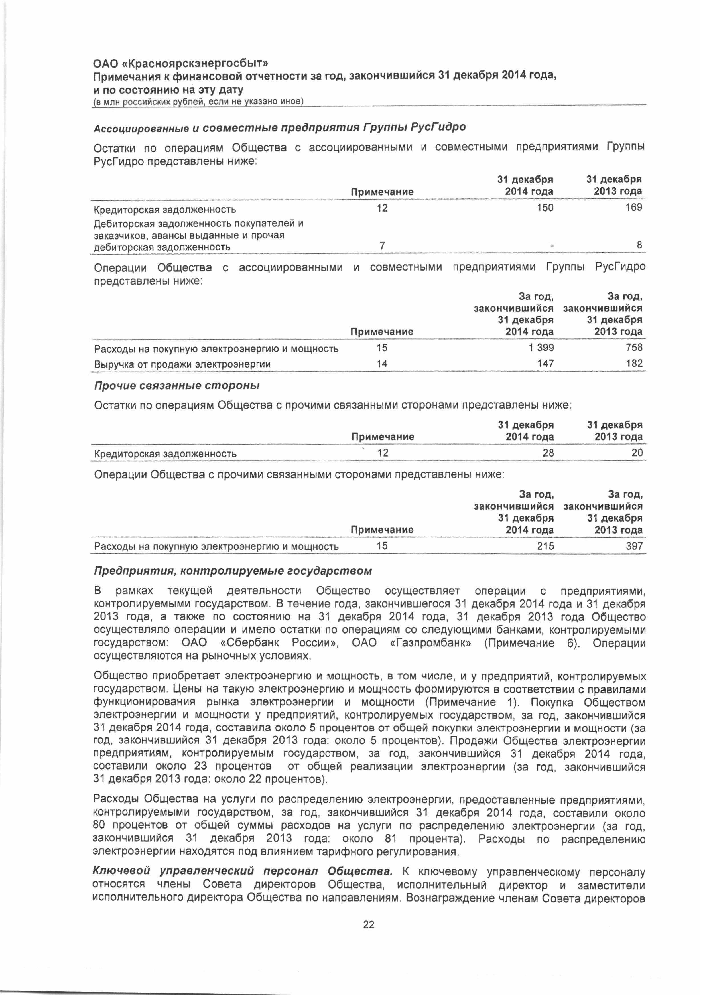 ОАО «Красноярскэнергосбыт»
Примечания к финансовой отчетности за год, закончившийся 31 декабря 2014 года,
и по состоянию на эту дату
(в млн российских рублей, если не указано иное)
Ассоциированные и совместные предприятия Группы РусГидро
Остатки по операциям Общества с ассоциированными и совместными предприятиями Группы
РусГидро представлены ниже:
31 декабря 31 декабря
Примечание 2014 года 2013 года
Кредиторская задолженность 12 150 169
Дебиторская задолженность покупателей и
заказчиков, авансы выданные и прочая
дебиторская задолженность 7 - 8
Операции Общества с ассоциированными и совместными предприятиями Группы РусГидро
представлены ниже:
За год, За год,
закончившийся закончившийся
31 декабря 31 декабря
Примечание 2014 года 2013 года
Расходы на покупную электроэнергию и мощность 15 1 399 758
Выручка от продажи электроэнергии 14 147 182
Прочие связанные стороны
Остатки по операциям Общества с прочими связанными сторонами представлены ниже:
31 декабря 31 декабря
Примечание 2014 года 2013 года
Кредиторская задолженность 12 28 20
Операции Общества с прочими связанными сторонами представлены ниже:
За год, За год,
закончившийся закончившийся
31 декабря 31 декабря
Примечание 2014 года 2013 года
Расходы на покупную электроэнергию и мощность 15 215 397
Предприятия, контролируемые государством
В рамках текущей деятельности Общество осуществляет операции с предприятиями,
контролируемыми государством. В течение года, закончившегося 31 декабря 2014 года и 31 декабря
2013 года, а также по состоянию на 31 декабря 2014 года, 31 декабря 2013 года Общество
осуществляло операции и имело остатки по операциям со следующими банками, контролируемыми
государством: ОАО «Сбербанк России», ОАО «Газпромбанк» (Примечание 6). Операции
осуществляются на рыночных условиях.
Общество приобретает электроэнергию и мощность, в том числе, и у предприятий, контролируемых
государством. Цены на такую электроэнергию и мощность формируются в соответствии с правилами
функционирования рынка электроэнергии и мощности (Примечание 1). Покупка Обществом
электроэнергии и мощности у предприятий, контролируемых государством, за год, закончившийся
31 декабря 2014 года, составила около 5 процентов от общей покупки электроэнергии и мощности (за
год, закончившийся 31 декабря 2013 года: около 5 процентов). Продажи Общества электроэнергии
предприятиям, контролируемым государством, за год, закончившийся 31 декабря 2014 года,
составили около 23 процентов от общей реализации электроэнергии (за год, закончившийся
31 декабря 2013 года: около 22 процентов).
Расходы Общества на услуги по распределению электроэнергии, предоставленные предприятиями,
контролируемыми государством, за год, закончившийся 31 декабря 2014 года, составили около
80 процентов от общей суммы расходов на услуги по распределению электроэнергии (за год,
закончившийся 31 декабря 2013 года: около 81 процента). Расходы по распределению
электроэнергии находятся под влиянием тарифного регулирования.
Ключевой управленческий персонал Общества. К ключевому управленческому персоналу
относятся члены Совета директоров Общества, исполнительный директор и заместители
исполнительного директора Общества по направлениям. Вознаграждение членам Совета директоров
22